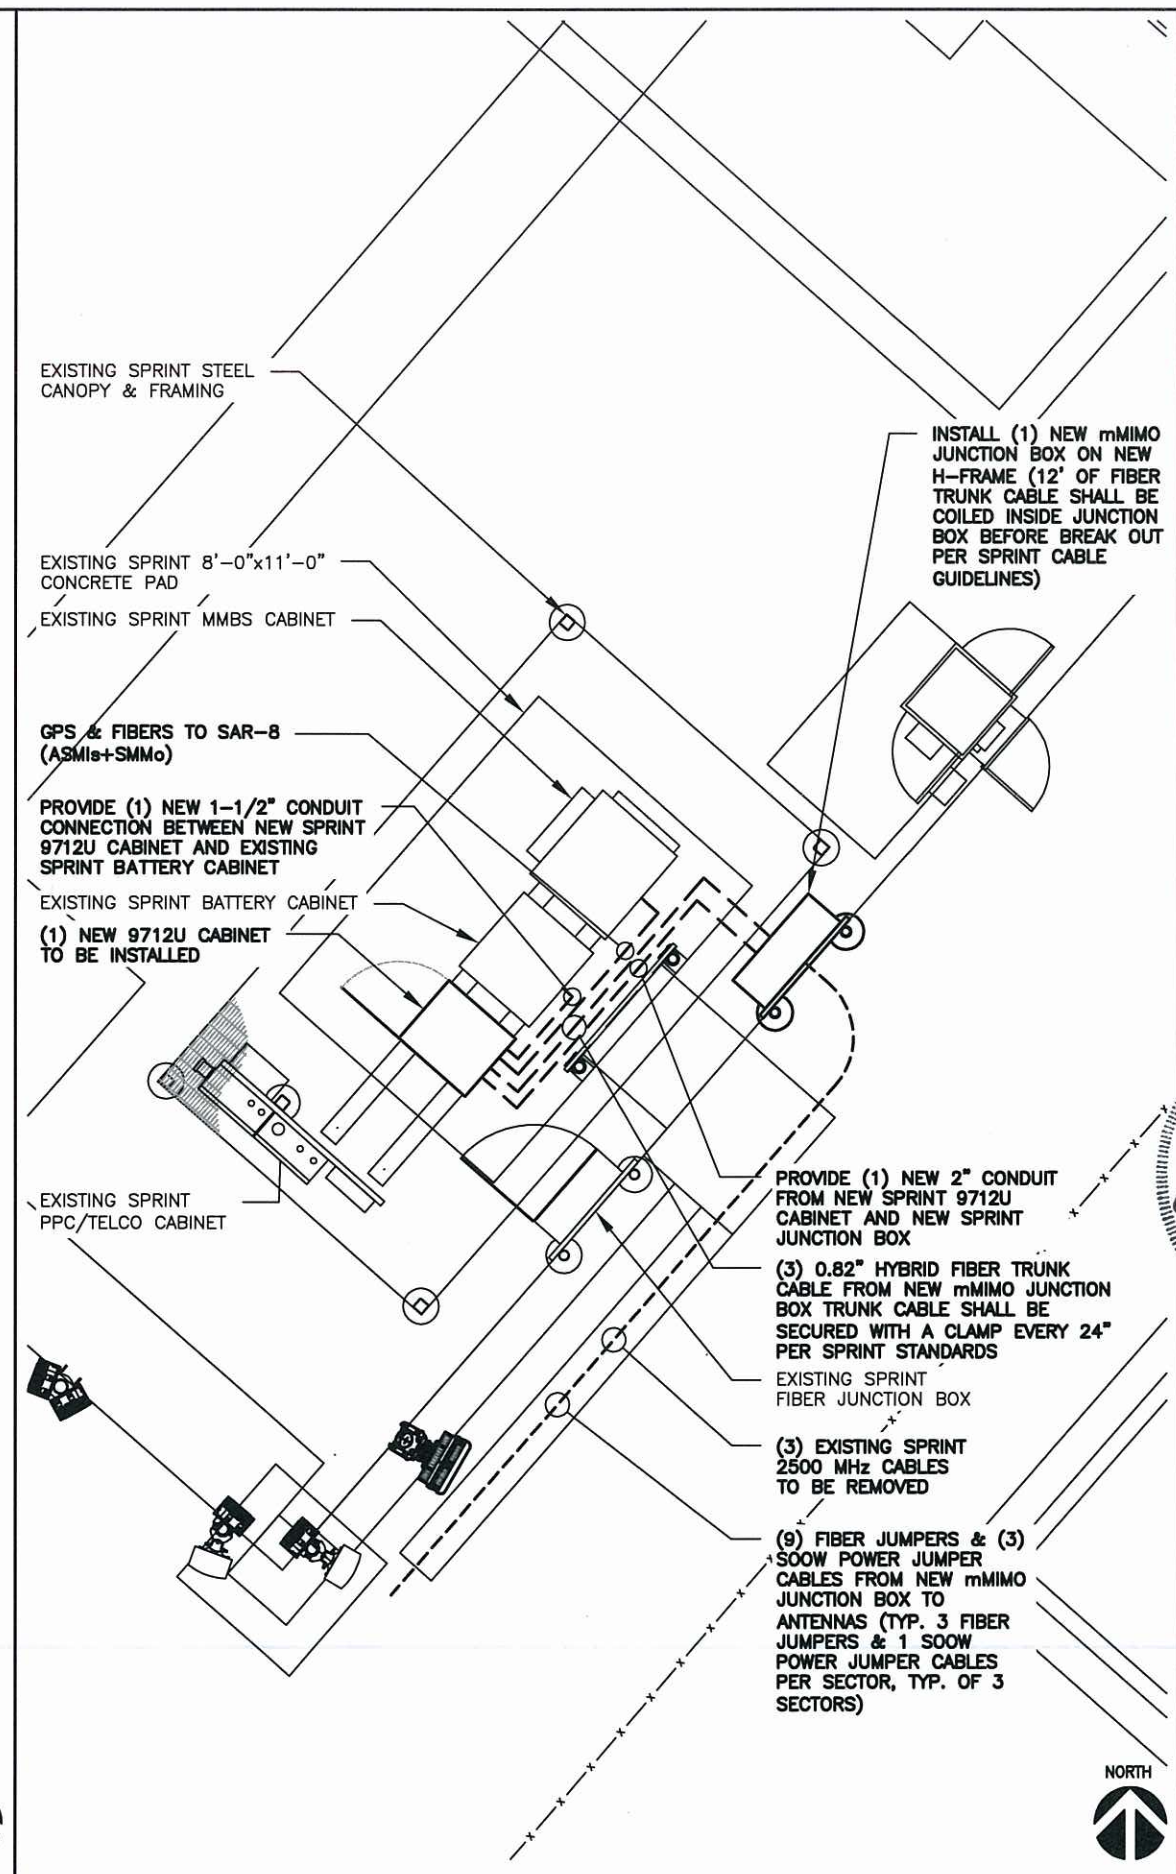 EXISTING SPRINT STEEL
CANOPY & FRAMING
INSTALL (1) NEW mMIMO
JUNCTION BOX ON NEW
H-FRAME (12' OF FIBER
TRUNK CABLE SHALL BE
COILED INSIDE JUNCTION
BOX BEFORE BREAK OUT
PER SPRINT CABLE
GUIDELINES)
EXISTING SPRINT 8'-0"x11'-0"
CONCRETE PAD
EXISTING SPRINT MMBS CABINET
GPS & FIBERS TO SAR-8
(ASMIs+SMMo)
PROVIDE (1) NEW 1-1/2" CONDUIT
CONNECTION BETWEEN NEW SPRINT
9712U CABINET AND EXISTING
SPRINT BATTERY CABINET
EXISTING SPRINT BATTERY CABINET
(1) NEW 9712U CABINET
TO BE INSTALLED
EXISTING SPRINT
PPC/TELCO CABINET
PROVIDE (1) NEW 2" CONDUIT
FROM NEW SPRINT 9712U
CABINET AND NEW SPRINT
JUNCTION BOX
(3) 0.82" HYBRID FIBER TRUNK
CABLE FROM NEW mMIMO JUNCTION
BOX TRUNK CABLE SHALL BE
SECURED WITH A CLAMP EVERY 24"
PER SPRINT STANDARDS
EXISTING SPRINT
FIBER JUNCTION BOX
(3) EXISTING SPRINT
2500 MHz CABLES
TO BE REMOVED
(9) FIBER JUMPERS & (3)
SOOW POWER JUMPER
CABLES FROM NEW mMIMO
JUNCTION BOX TO
ANTENNAS (TYP. 3 FIBER
JUMPERS & 1 SOOW
POWER JUMPER CABLES
PER SECTOR, TYP. OF 3
SECTORS)
NORTH